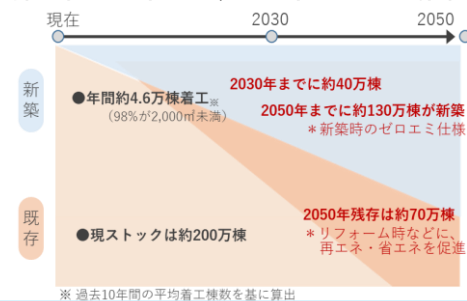 現在 2030 2050
新築
●年間約4.6万棟着工※
（98%が2,000㎡未満）
2030年までに約40万棟
2050年までに約130万棟が新築
＊新築時のゼロエミ仕様
既存
●現ストックは約200万棟
2050年残存は約70万棟
＊リフォーム時などに、
再エネ・省エネを促進
※ 過去10年間の平均着工棟数を基に算出